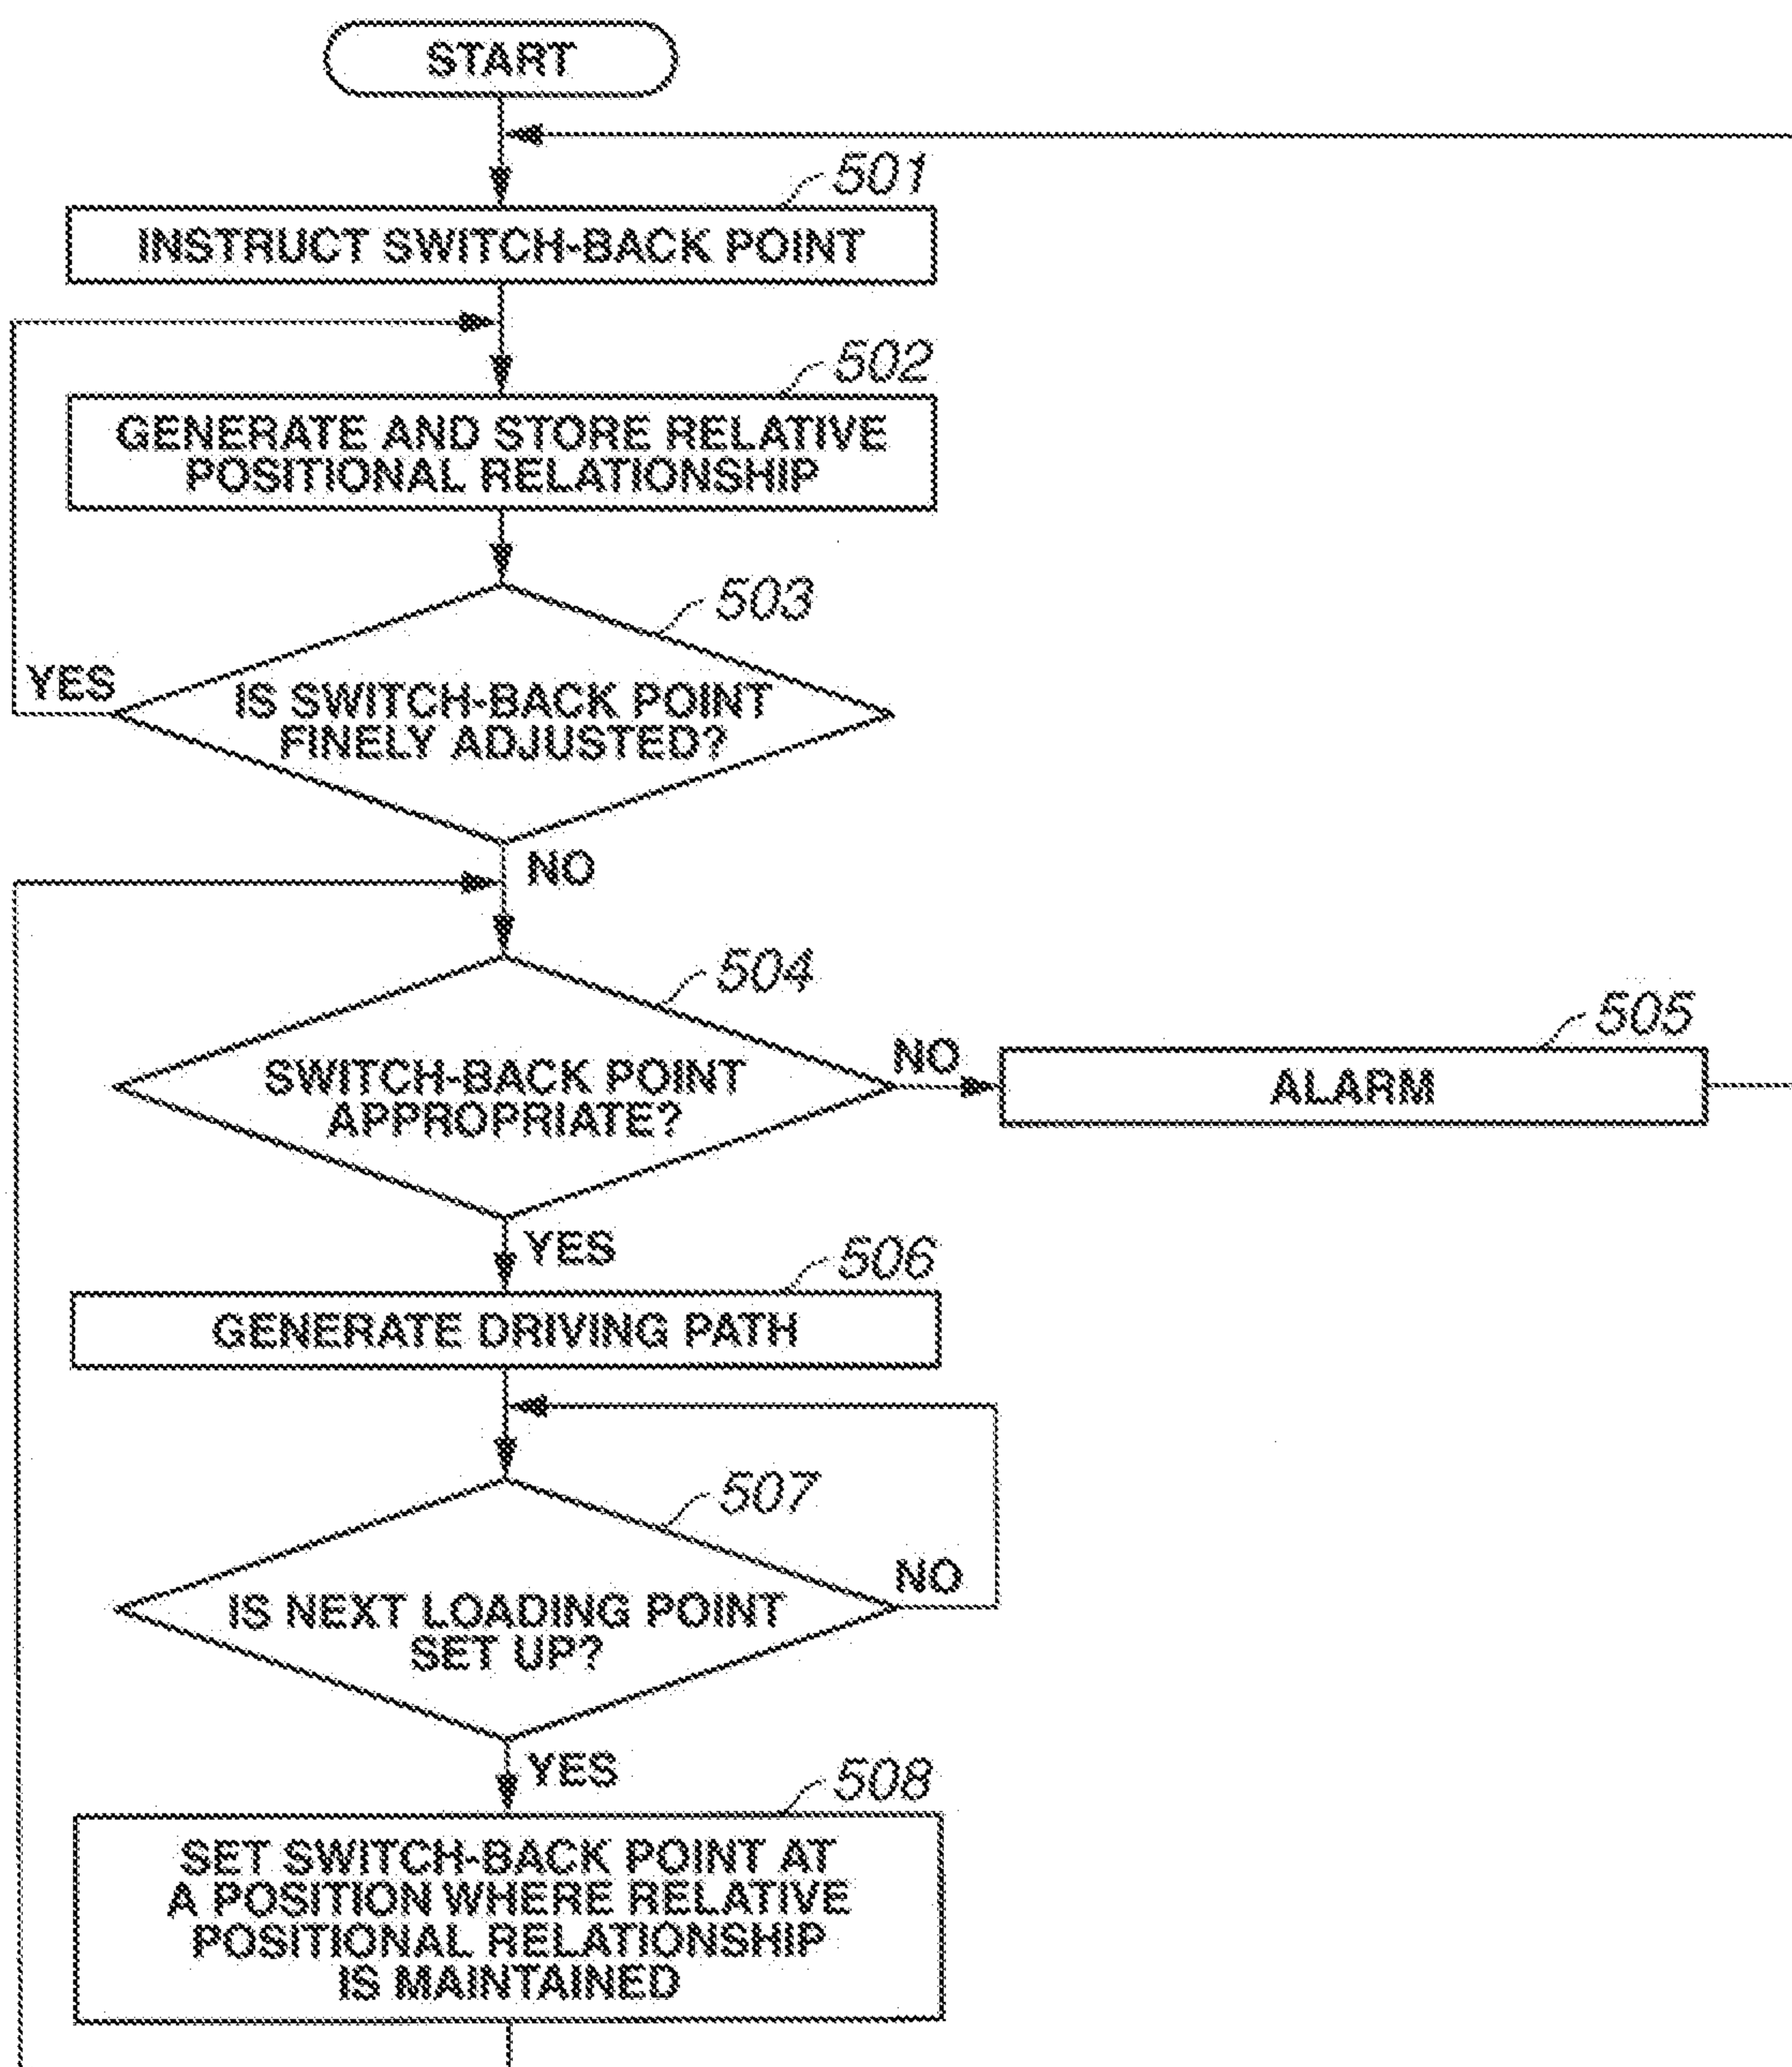 START
501
INSTRUCT SWITCH-BACK POINT
502
GENERATE AND STORE RELATIVE
POSITIONAL RELATIONSHIP
503
YES
IS SWITCH-BACK POINT
FINELY ADJUSTED?
NO
504
SWITCH-BACK POINT
APPROPRIATE?
NO
505
ALARM
YES
506
GENERATE DRIVING PATH
507
NO
IS NEXT LOADING POINT
SET UP?
YES
508
SET SWITCH-BACK POINT AT
A POSITION WHERE RELATIVE
POSITIONAL RELATIONSHIP
IS MAINTAINED